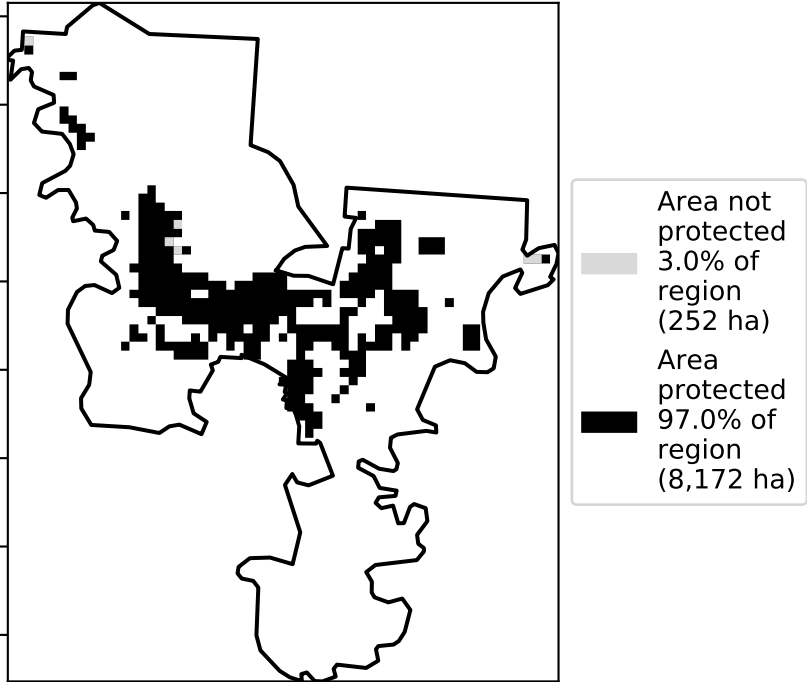 Area not
protected
3.0% of
region
(252 ha)
Area
protected
97.0% of
region
(8,172 ha)